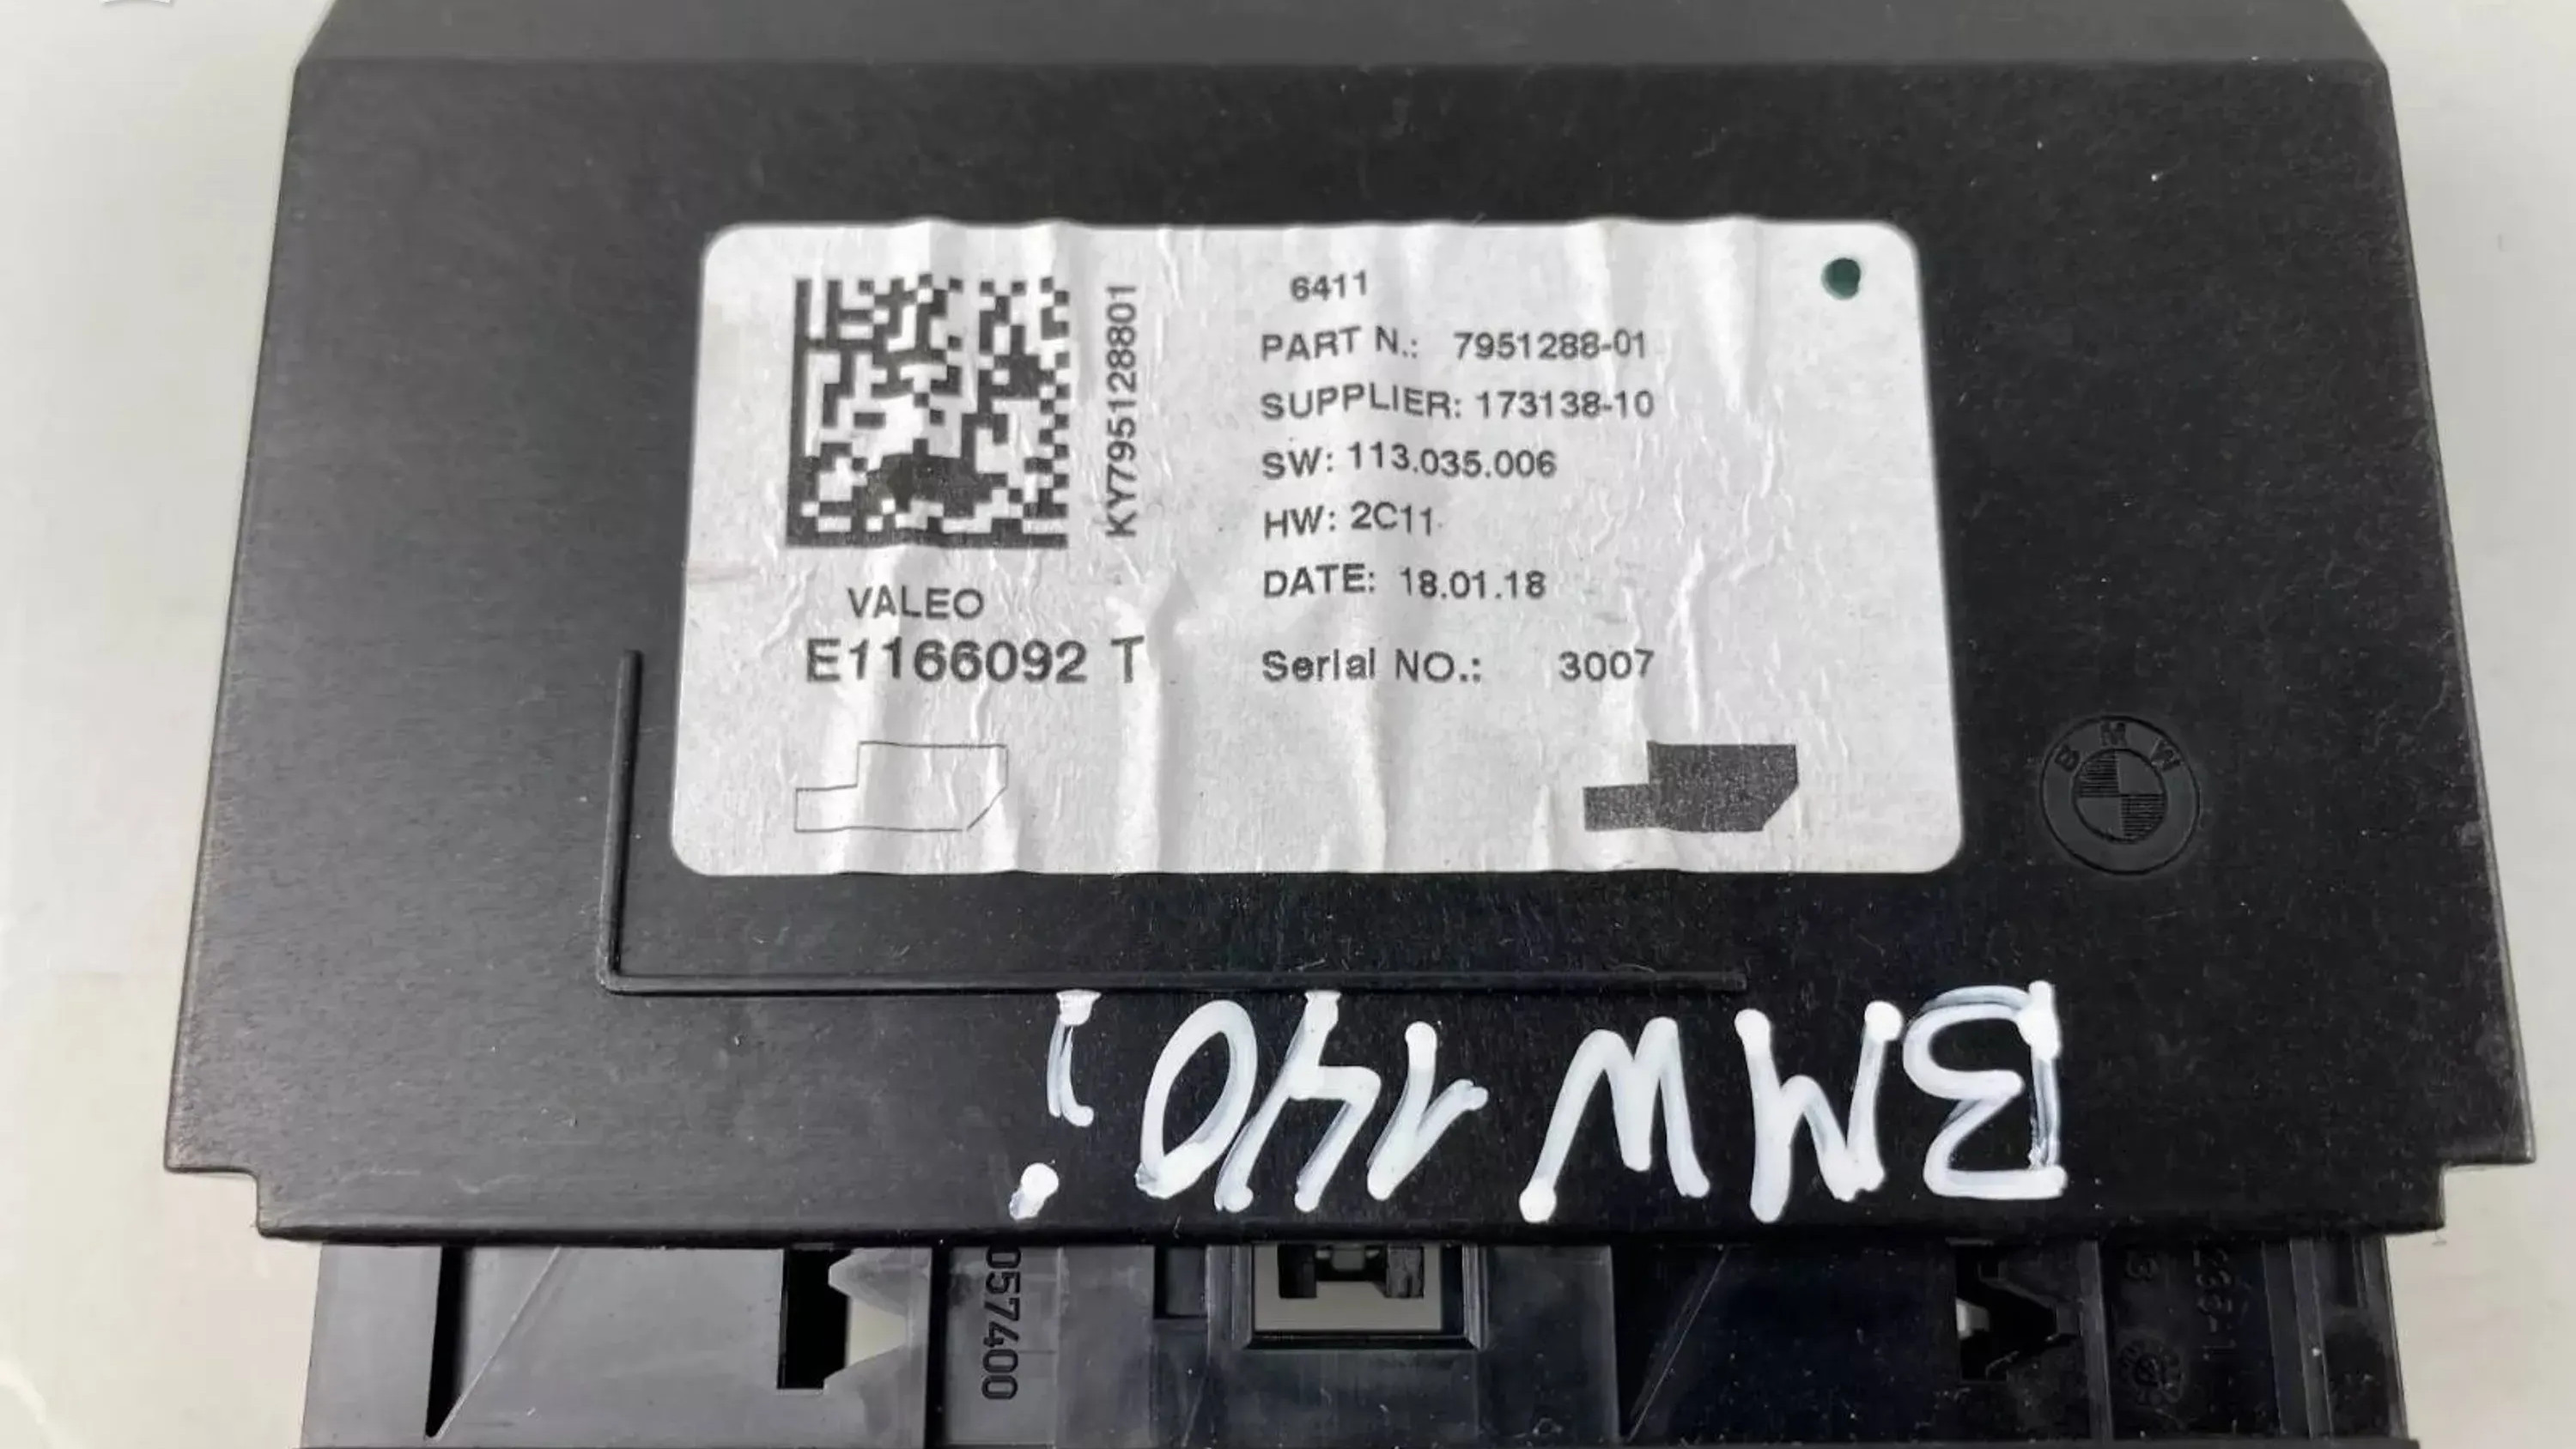 6411
PART N.: 7951288-01
SUPPLIER: 173138-10
SW: 113.035.006
HW: 2C11
DATE: 18.01.18
Serial NO.: 3007
KY795128801
VALEO
E1166092 T
BMW
BMW 140i
057400